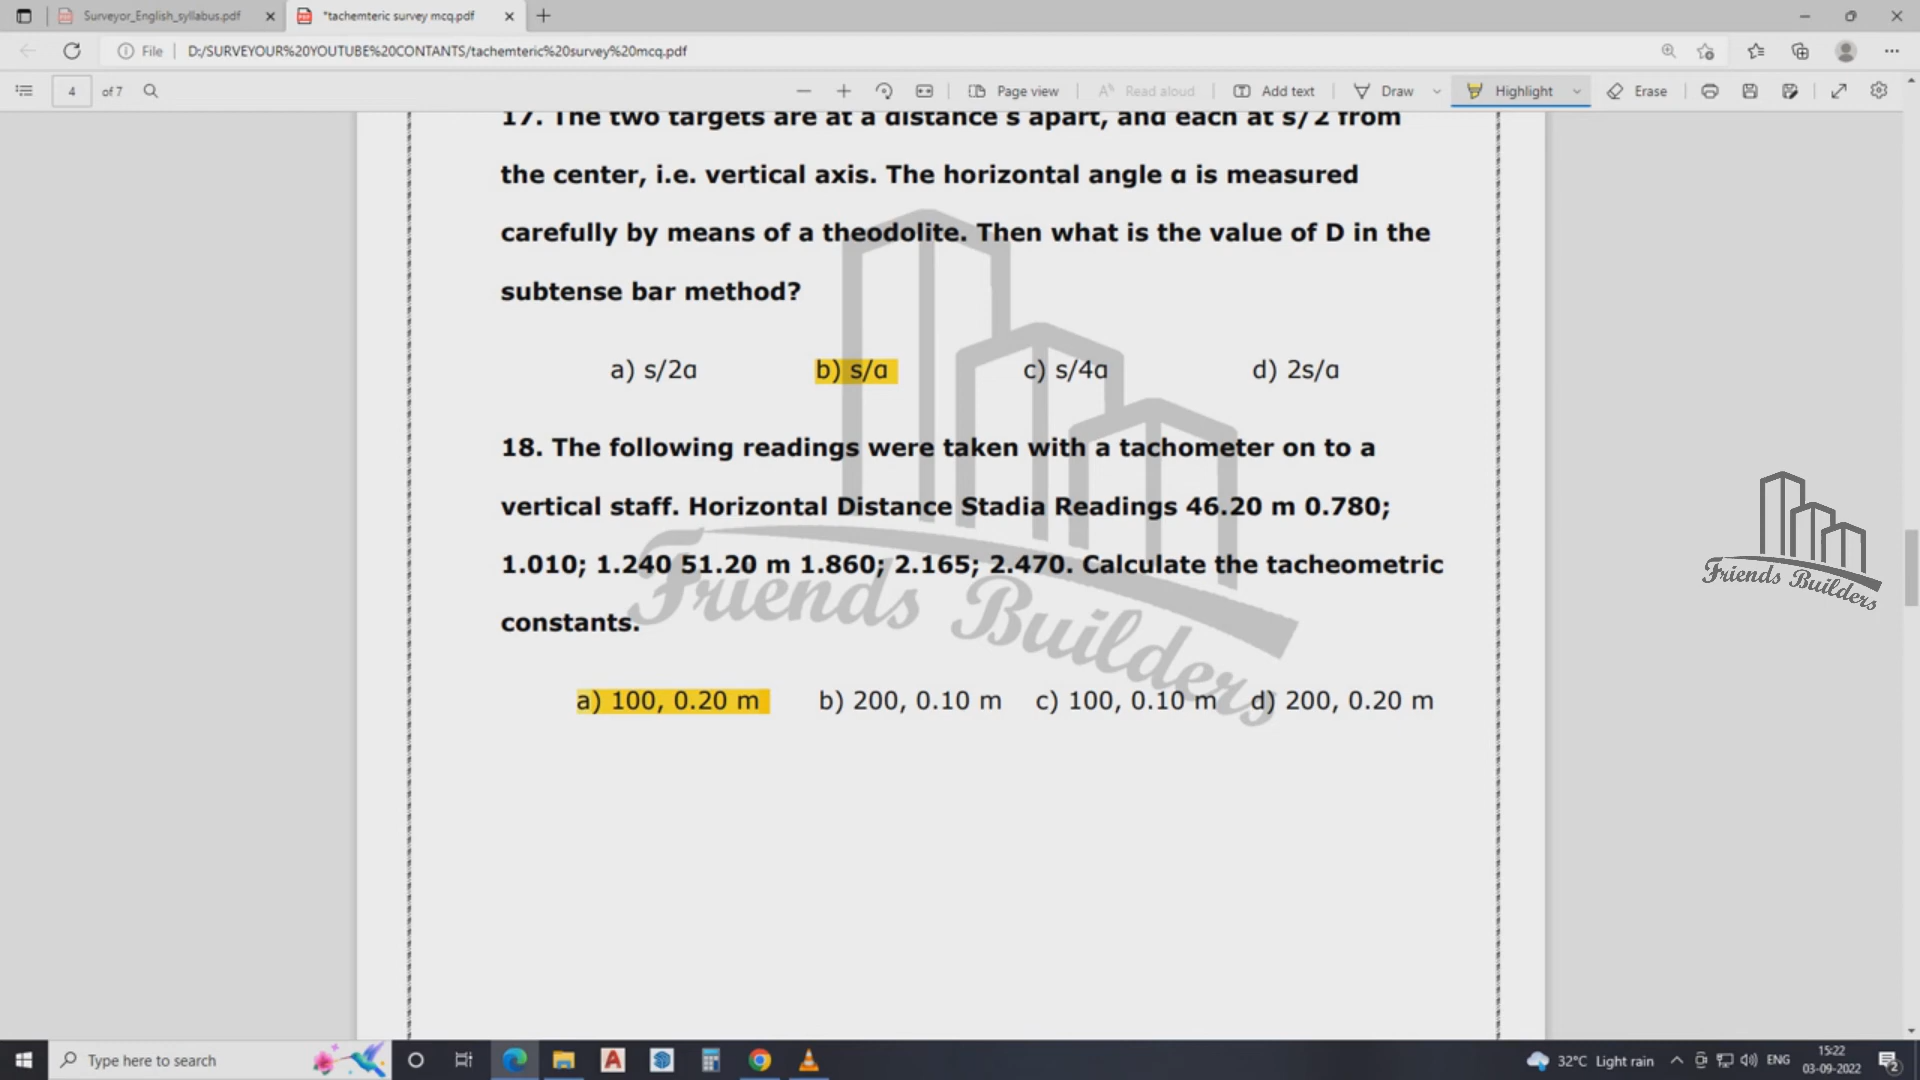 Surveyor_English_syllabus.pdf
*tachemteric survey mcq.pdf
File
D:/SURVEYOUR%20YOUTUBE%20CONTANTS/tachemteric%20survey%20mcq.pdf
4 of 7
Page view
Read aloud
Add text
Draw
Highlight
Erase
17. The two targets are at a distance s apart, and each at s/2 from
the center, i.e. vertical axis. The horizontal angle ɑ is measured
carefully by means of a theodolite. Then what is the value of D in the
subtense bar method?
a) s/2ɑ b) s/ɑ c) s/4ɑ d) 2s/ɑ
18. The following readings were taken with a tachometer on to a
vertical staff. Horizontal Distance Stadia Readings 46.20 m 0.780;
1.010; 1.240 51.20 m 1.860; 2.165; 2.470. Calculate the tacheometric
constants.
a) 100, 0.20 m b) 200, 0.10 m c) 100, 0.10 m d) 200, 0.20 m
Friends Builders
Friends Builders
Type here to search
32°C Light rain
ENG
15:22
03-09-2022
2